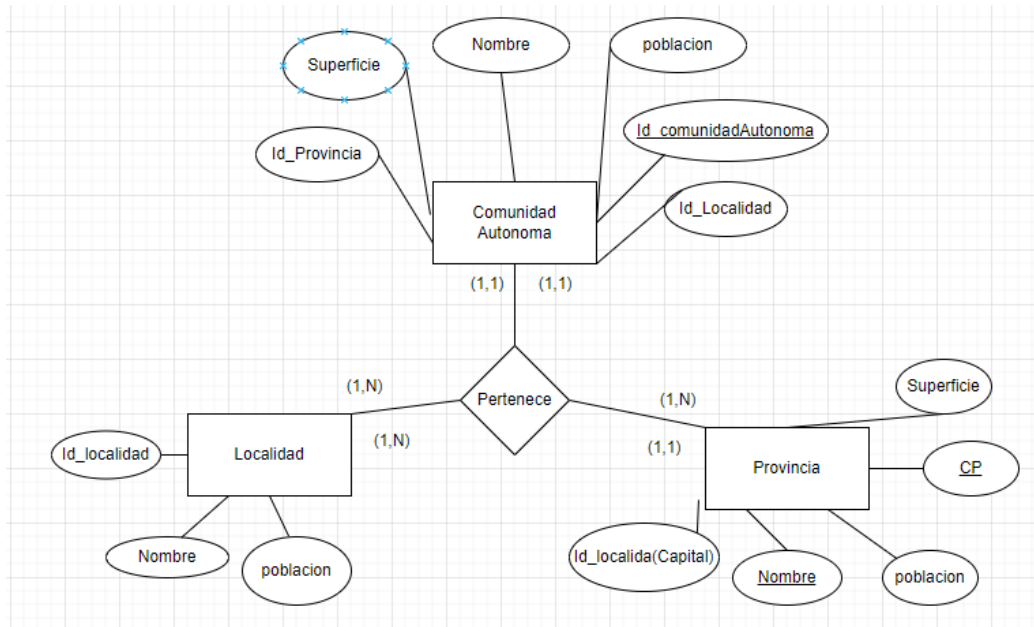 Superficie
Nombre
poblacion
Id_comunidadAutonoma
Id_Provincia
Id_Localidad
Comunidad
Autonoma
(1,1)
(1,1)
Pertenece
(1,N)
(1,N)
(1,N)
(1,1)
Superficie
Id_localidad
Localidad
Provincia
CP
Nombre
poblacion
Id_localida(Capital)
Nombre
poblacion